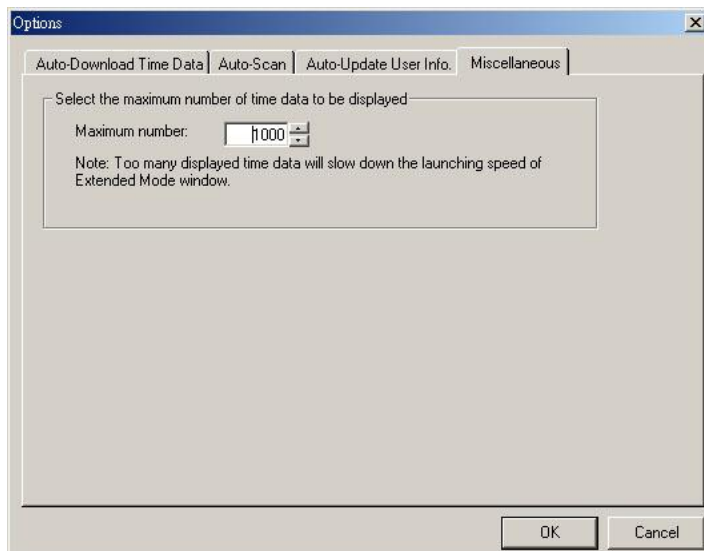 Options
Auto-Download Time Data Auto-Scan Auto-Update User Info. Miscellaneous
Select the maximum number of time data to be displayed
Maximum number: 1000
Note: Too many displayed time data will slow down the launching speed of
Extended Mode window.
OK Cancel